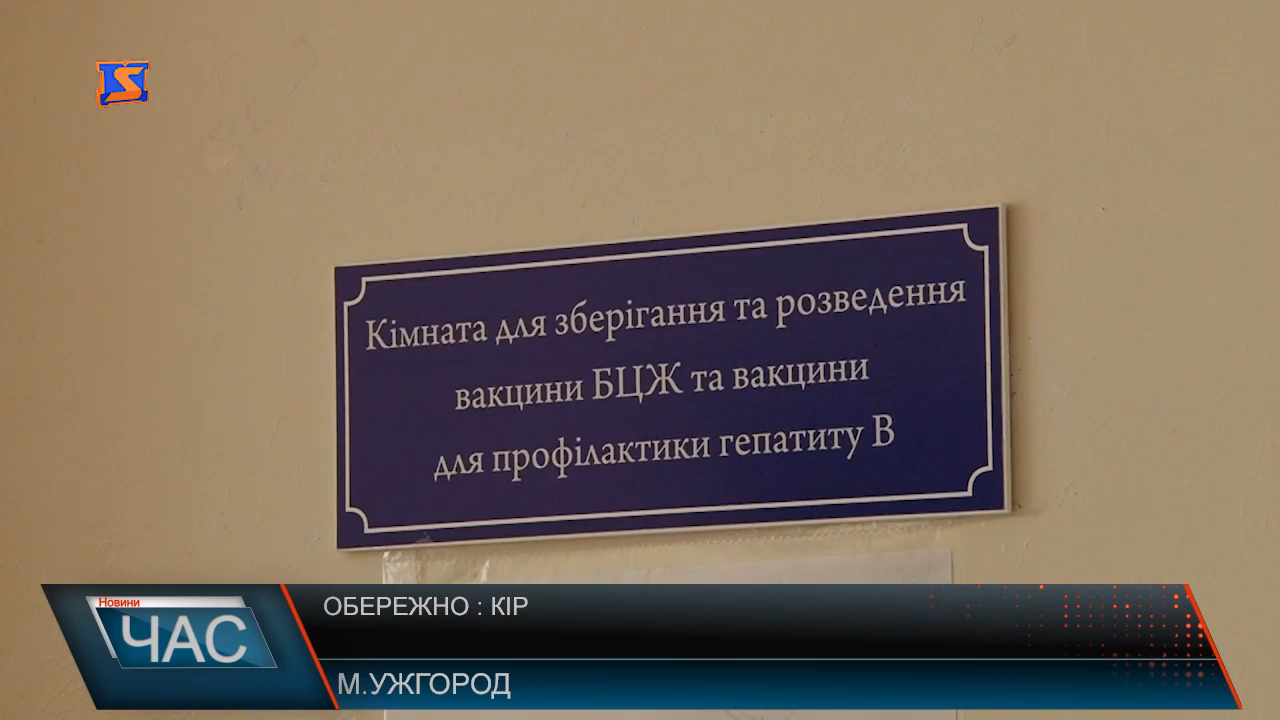 Кімната для зберігання та розведення
вакцини БЦЖ та вакцини
для профілактики гепатиту В
Новини
ЧАС
ОБЕРЕЖНО : КІР
М.УЖГОРОД